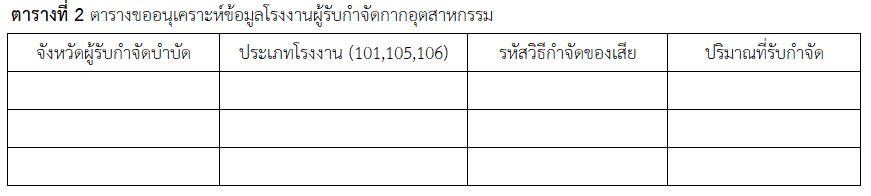 ตารางที่ 2 ตารางขออนุเคราะห์ข้อมูลโรงงานผู้รับกำจัดกากอุตสาหกรรม
จังหวัดผู้รับกำจัดบำบัด ประเภทโรงงาน (101,105,106) รหัสวิธีกำจัดของเสีย ปริมาณที่รับกำจัด